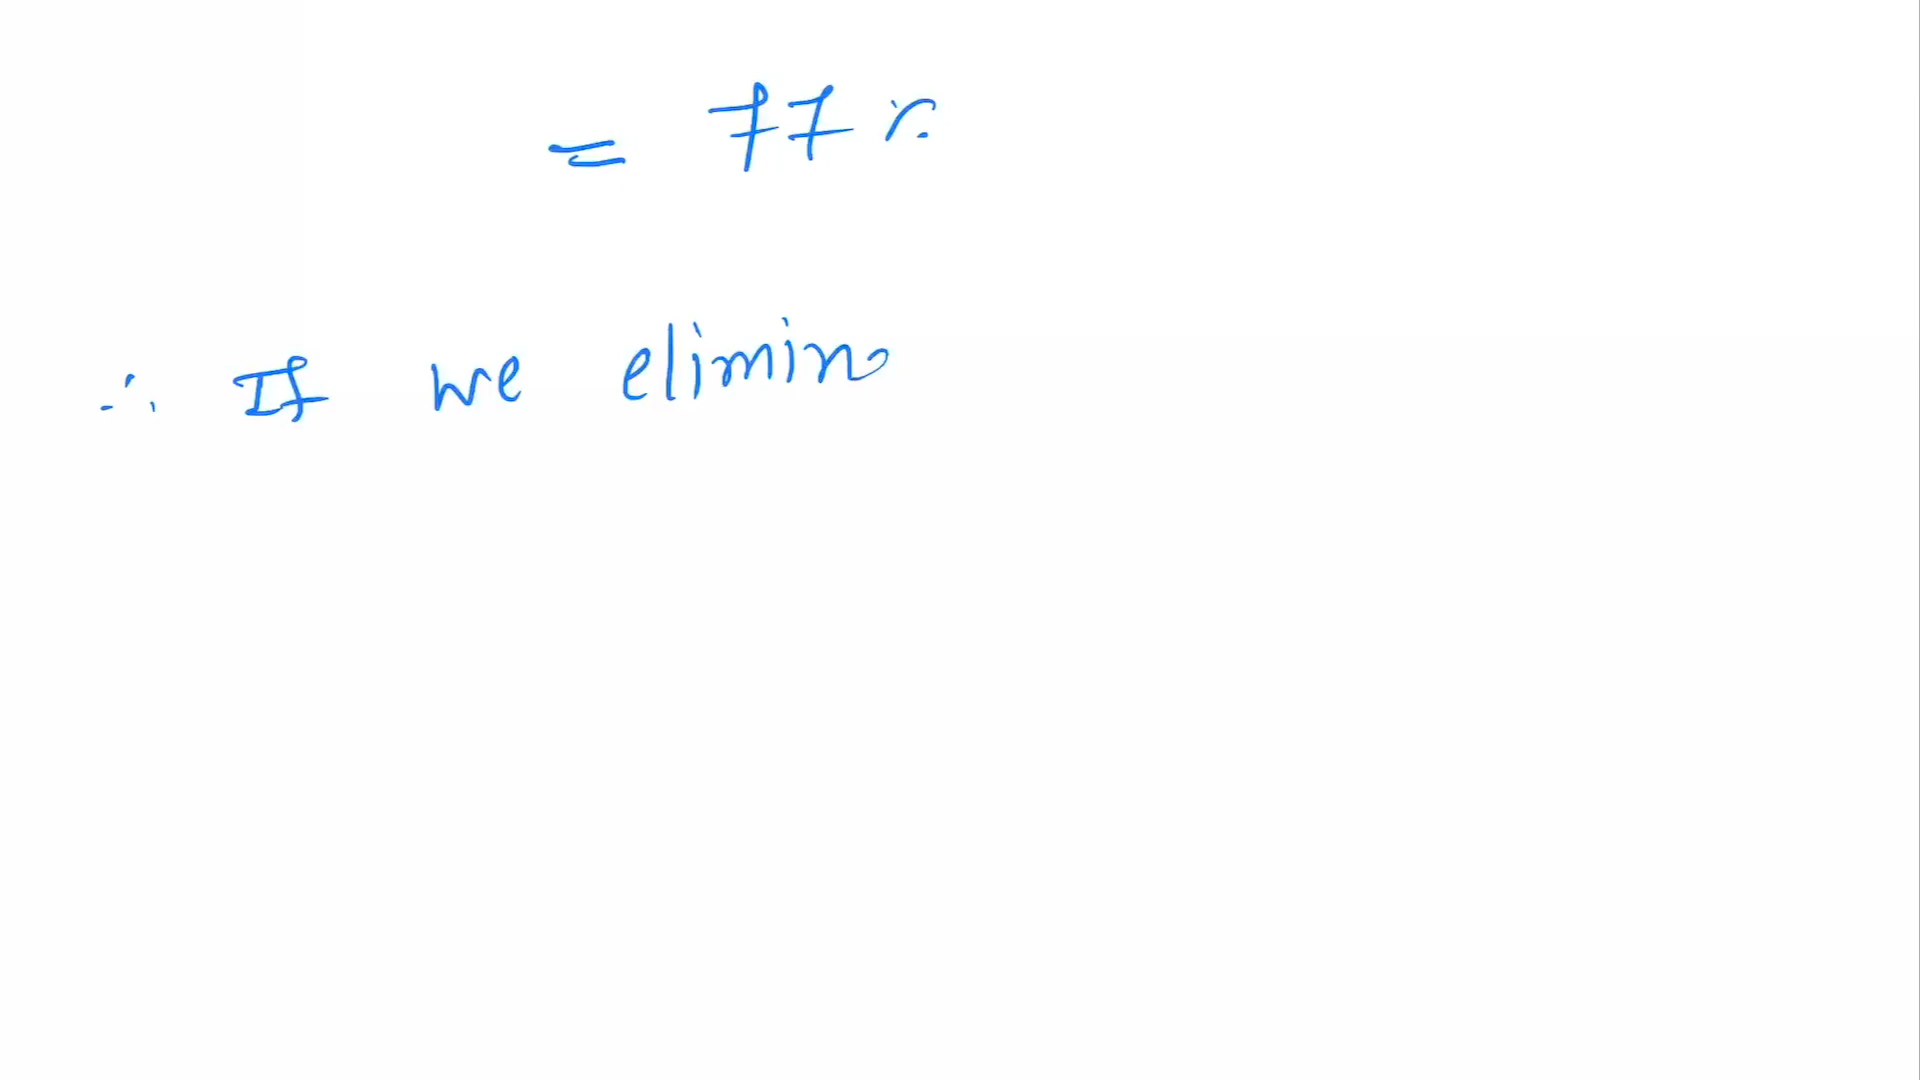 = 77%
∴ If we elimin